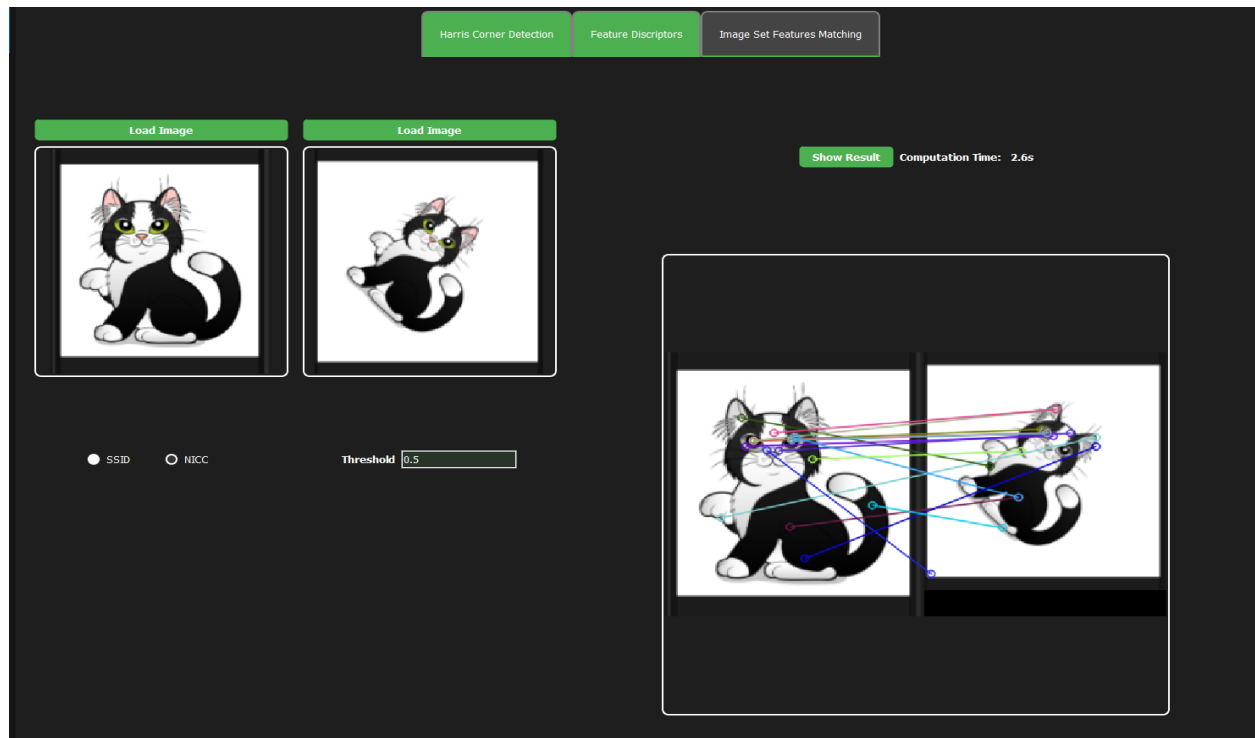 Harris Corner Detection
Feature Discriptors
Image Set Features Matching
Load Image
Load Image
Show Result
Computation Time: 2.6s
SSID
NICC
Threshold
0.5